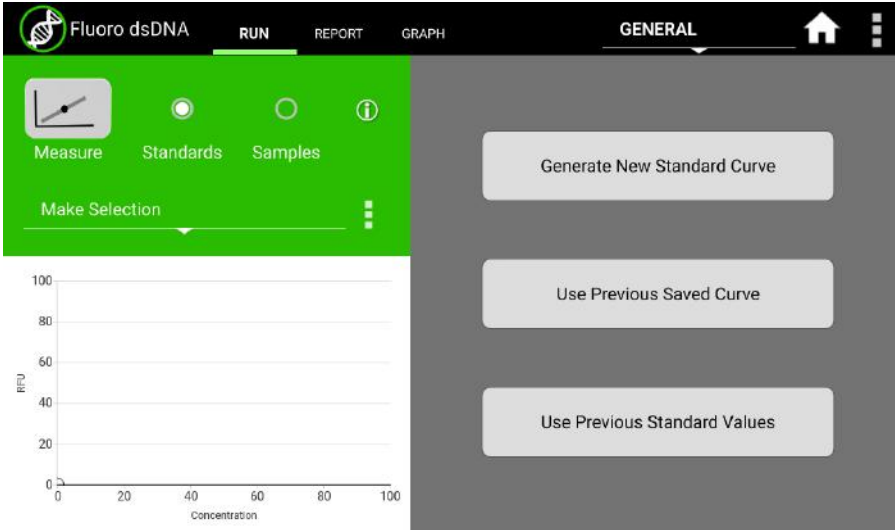 Fluoro dsDNA RUN REPORT GRAPH GENERAL
Measure Standards Samples
Make Selection
Generate New Standard Curve
Use Previous Saved Curve
Use Previous Standard Values
100
80
60
40
20
0
RFU
0 20 40 60 80 100
Concentration